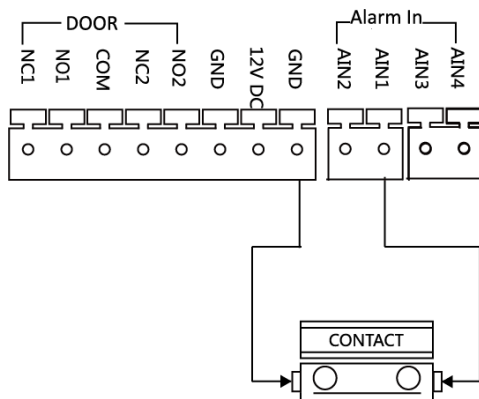 DOOR
Alarm In
NC1
NO1
COM
NC2
NO2
GND
12V DC
GND
AIN2
AIN1
AIN3
AIN4
CONTACT